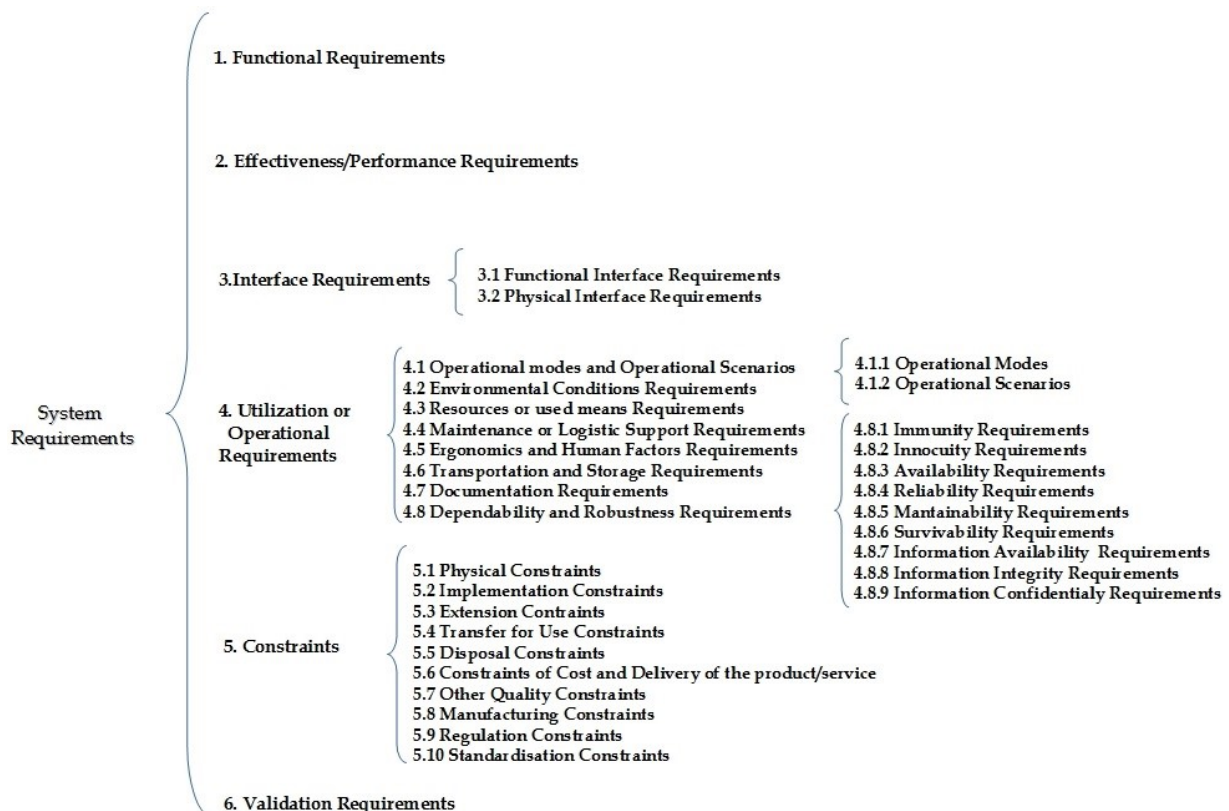 System
Requirements
1. Functional Requirements
2. Effectiveness/Performance Requirements
3.Interface Requirements
3.1 Functional Interface Requirements
3.2 Physical Interface Requirements
4. Utilization or
Operational
Requirements
4.1 Operational modes and Operational Scenarios
4.2 Environmental Conditions Requirements
4.3 Resources or used means Requirements
4.4 Maintenance or Logistic Support Requirements
4.5 Ergonomics and Human Factors Requirements
4.6 Transportation and Storage Requirements
4.7 Documentation Requirements
4.8 Dependability and Robustness Requirements
4.1.1 Operational Modes
4.1.2 Operational Scenarios
4.8.1 Immunity Requirements
4.8.2 Innocuity Requirements
4.8.3 Availability Requirements
4.8.4 Reliability Requirements
4.8.5 Mantainability Requirements
4.8.6 Survivability Requirements
4.8.7 Information Availability Requirements
4.8.8 Information Integrity Requirements
4.8.9 Information Confidentialy Requirements
5. Constraints
5.1 Physical Constraints
5.2 Implementation Constraints
5.3 Extension Contraints
5.4 Transfer for Use Constraints
5.5 Disposal Constraints
5.6 Constraints of Cost and Delivery of the product/service
5.7 Other Quality Constraints
5.8 Manufacturing Constraints
5.9 Regulation Constraints
5.10 Standardisation Constraints
6. Validation Requirements